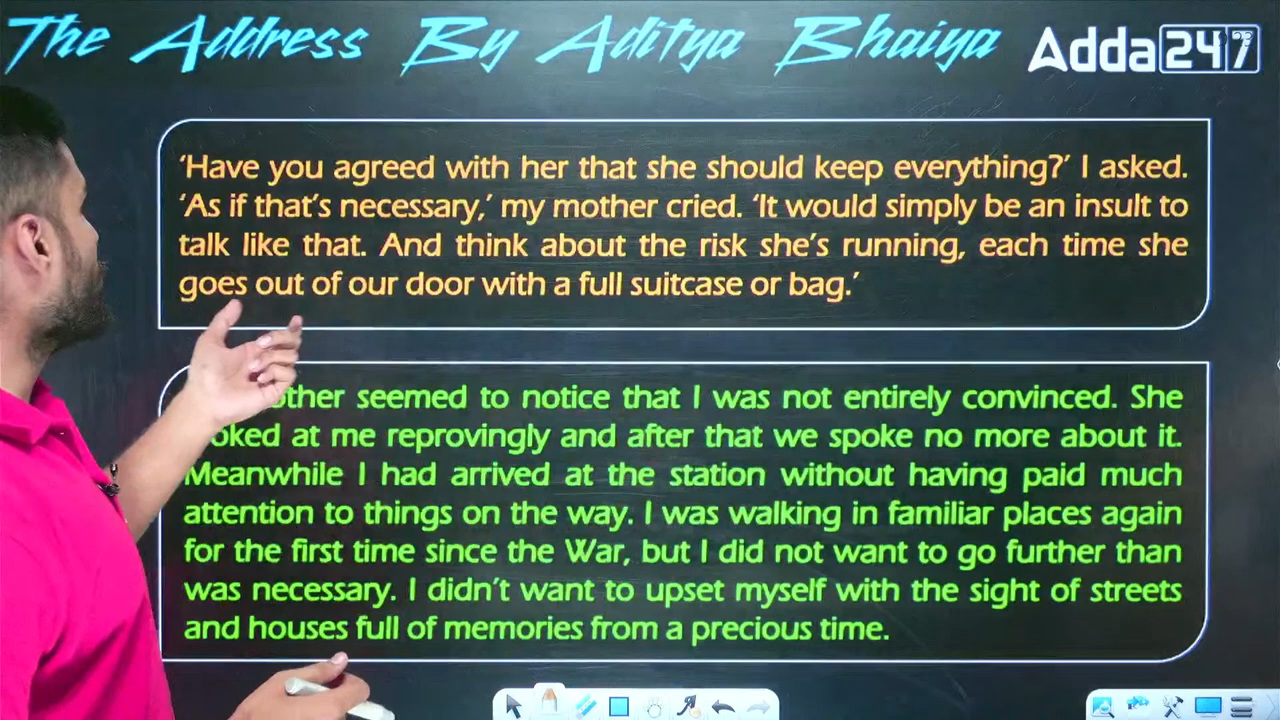 The Address By Aditya Bhaiya
Adda247
‘Have you agreed with her that she should keep everything?’ I asked.
‘As if that’s necessary,’ my mother cried. ‘It would simply be an insult to
talk like that. And think about the risk she’s running, each time she
goes out of our door with a full suitcase or bag.’
seemed to notice that I was not entirely convinced. She
at me reprovingly and after that we spoke no more about it.
Meanwhile I had arrived at the station without having paid much
attention to things on the way. I was walking in familiar places again
for the first time since the War, but I did not want to go further than
was necessary. I didn’t want to upset myself with the sight of streets
and houses full of memories from a precious time.